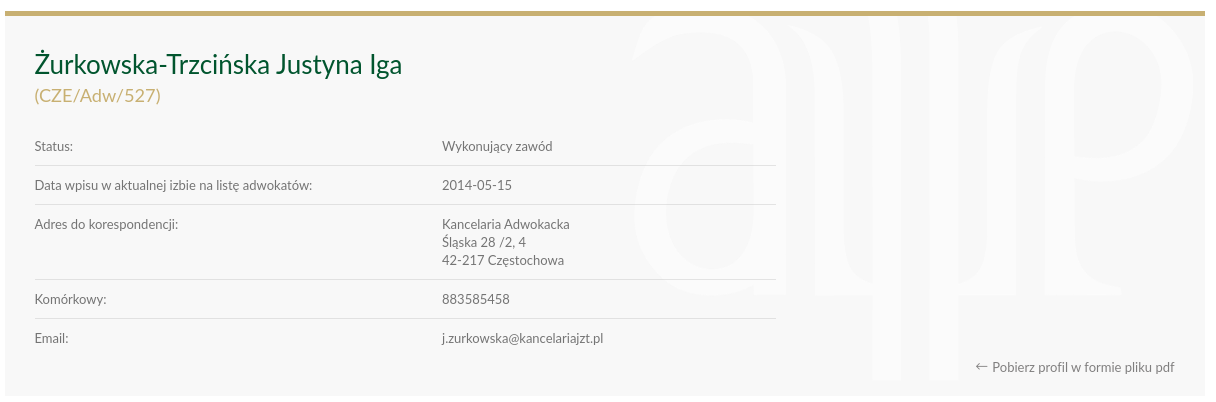 Żurkowska-Trzcińska Justyna Iga
(CZE/Adw/527)
Status: Wykonujący zawód
Data wpisu w aktualnej izbie na listę adwokatów: 2014-05-15
Adres do korespondencji: Kancelaria Adwokacka
Śląska 28 /2, 4
42-217 Częstochowa
Komórkowy: 883585458
Email: j.zurkowska@kancelariajzt.pl
← Pobierz profil w formie pliku pdf